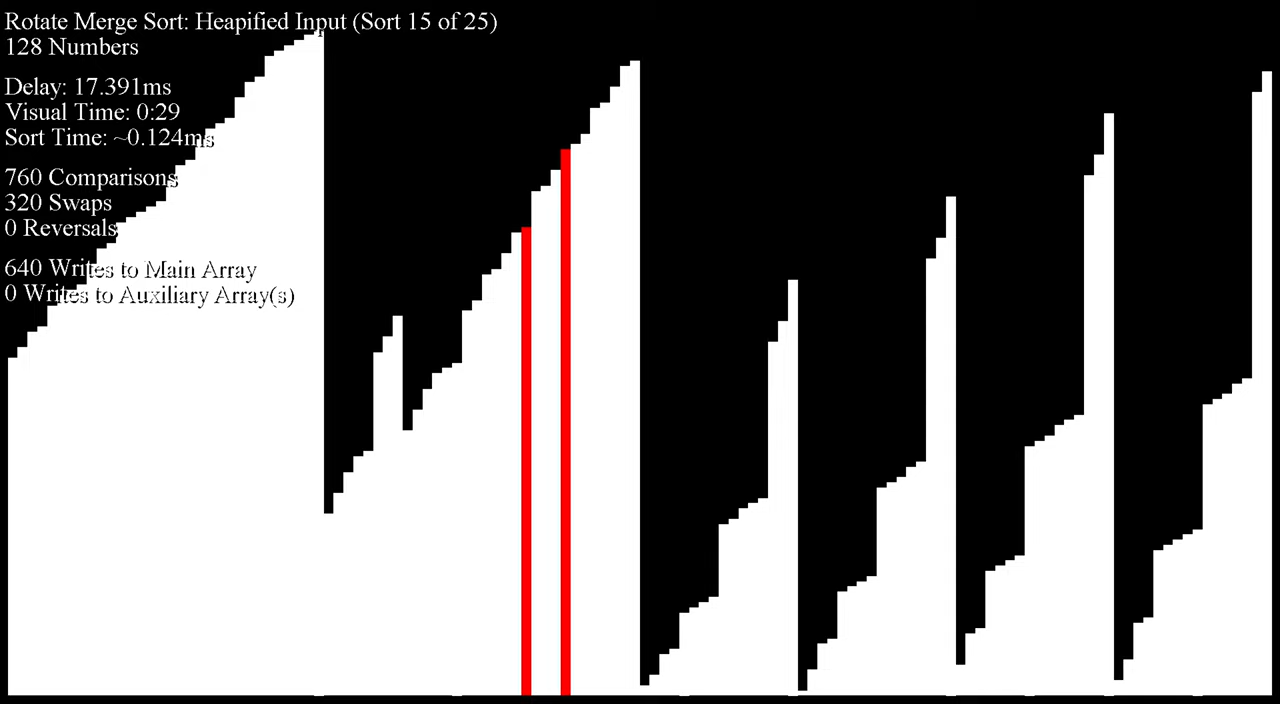 Rotate Merge Sort: Heapified Input (Sort 15 of 25)
128 Numbers
Delay: 17.391ms
Visual Time: 0:29
Sort Time: ~0.124ms
760 Comparisons
320 Swaps
0 Reversals
640 Writes to Main Array
0 Writes to Auxiliary Array(s)